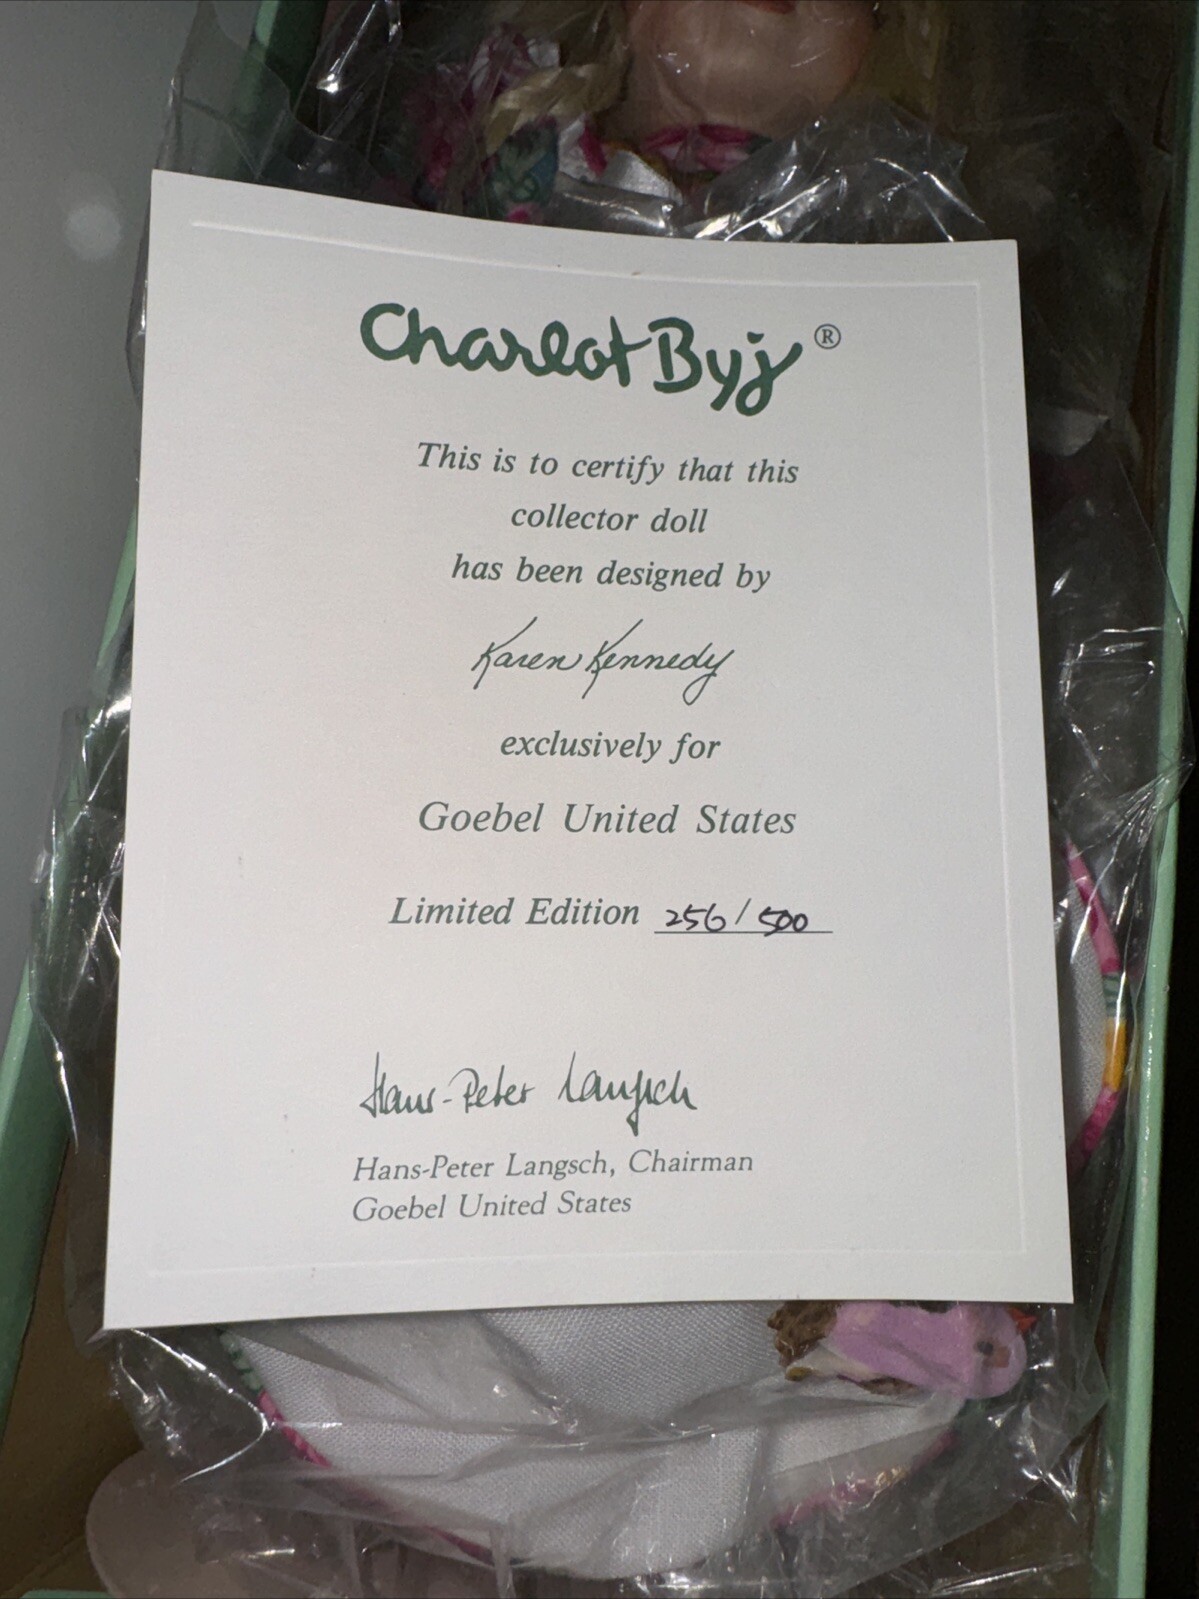 Charlot Byj ®
This is to certify that this
collector doll
has been designed by
Karen Kennedy
exclusively for
Goebel United States
Limited Edition 256/500
Hans-Peter Langsch
Hans-Peter Langsch, Chairman
Goebel United States